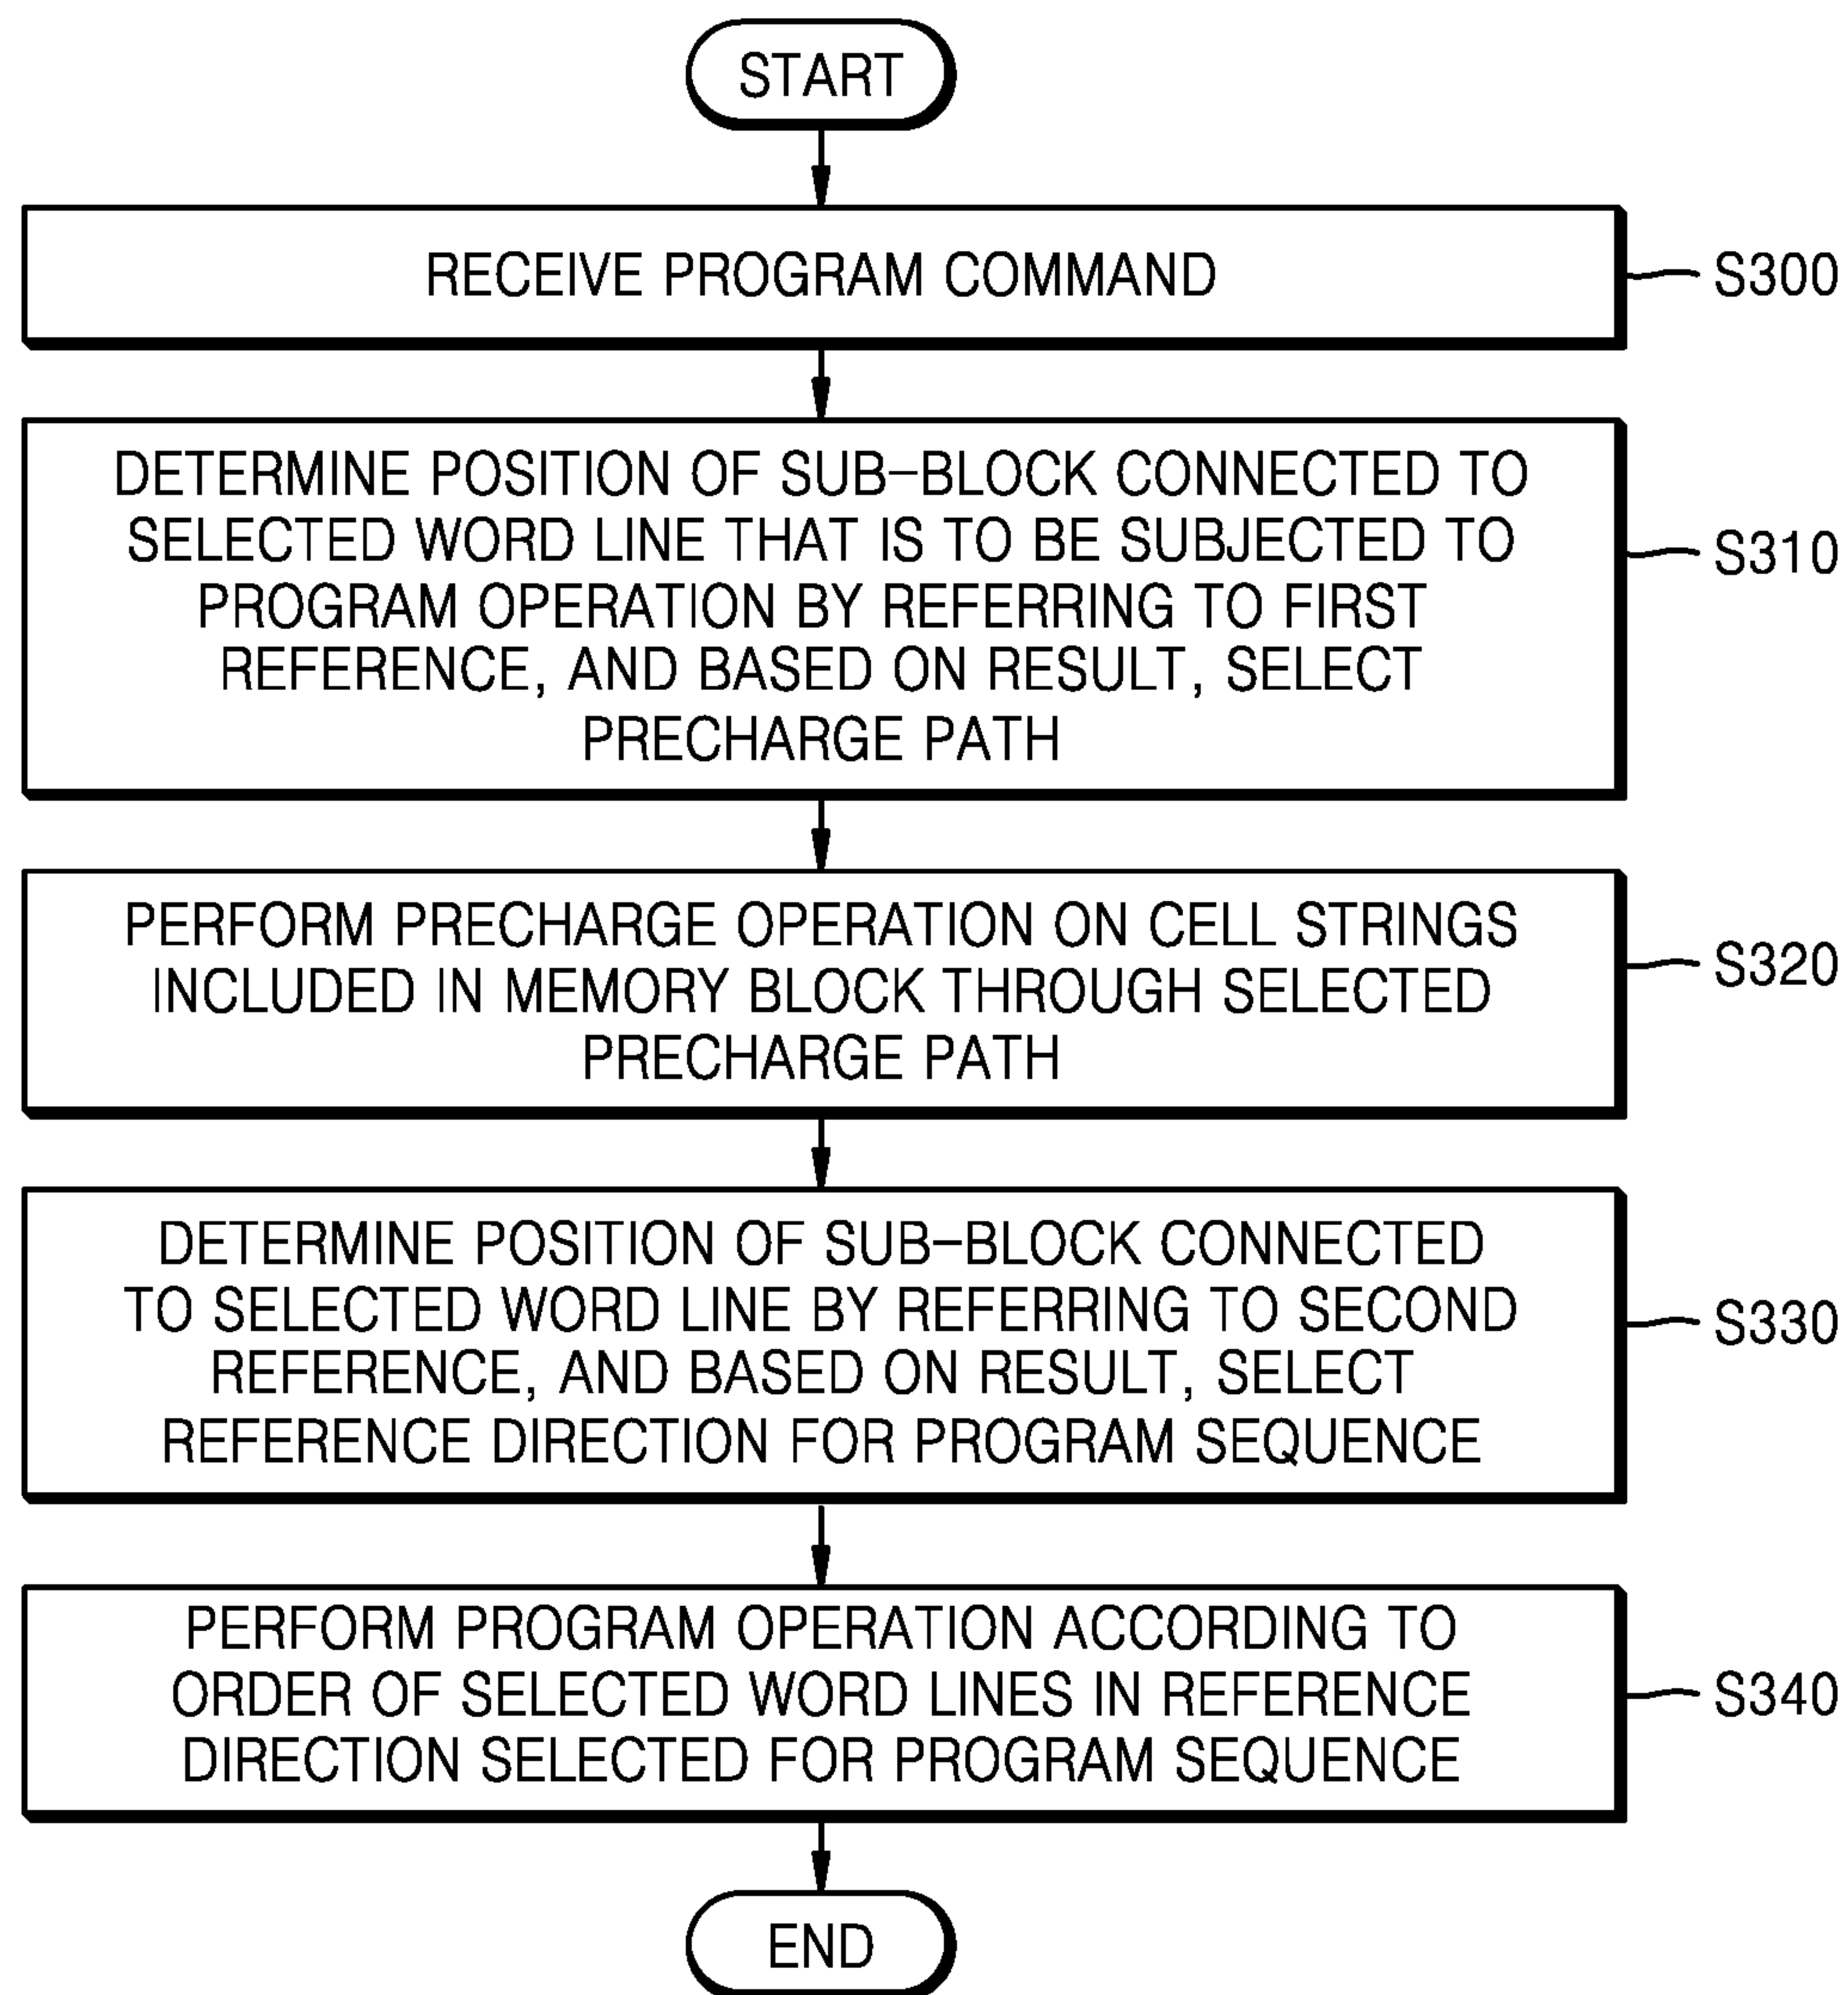 START
RECEIVE PROGRAM COMMAND
S300
DETERMINE POSITION OF SUB-BLOCK CONNECTED TO
SELECTED WORD LINE THAT IS TO BE SUBJECTED TO
PROGRAM OPERATION BY REFERRING TO FIRST
REFERENCE, AND BASED ON RESULT, SELECT
PRECHARGE PATH
S310
PERFORM PRECHARGE OPERATION ON CELL STRINGS
INCLUDED IN MEMORY BLOCK THROUGH SELECTED
PRECHARGE PATH
S320
DETERMINE POSITION OF SUB-BLOCK CONNECTED
TO SELECTED WORD LINE BY REFERRING TO SECOND
REFERENCE, AND BASED ON RESULT, SELECT
REFERENCE DIRECTION FOR PROGRAM SEQUENCE
S330
PERFORM PROGRAM OPERATION ACCORDING TO
ORDER OF SELECTED WORD LINES IN REFERENCE
DIRECTION SELECTED FOR PROGRAM SEQUENCE
S340
END